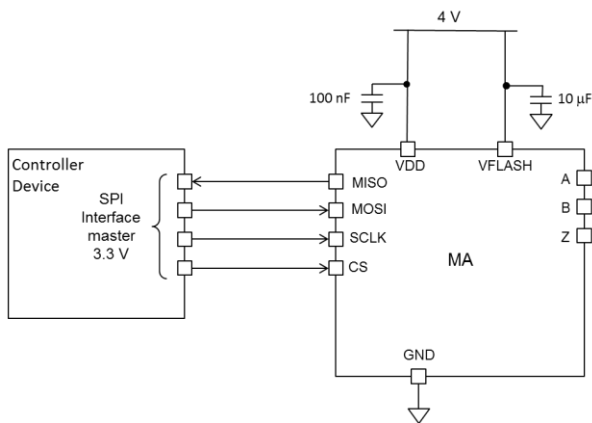 4 V
100 nF
10 µF
VDD
VFLASH
Controller
Device
SPI
Interface
master
3.3 V
MISO
MOSI
SCLK
CS
MA
A
B
Z
GND